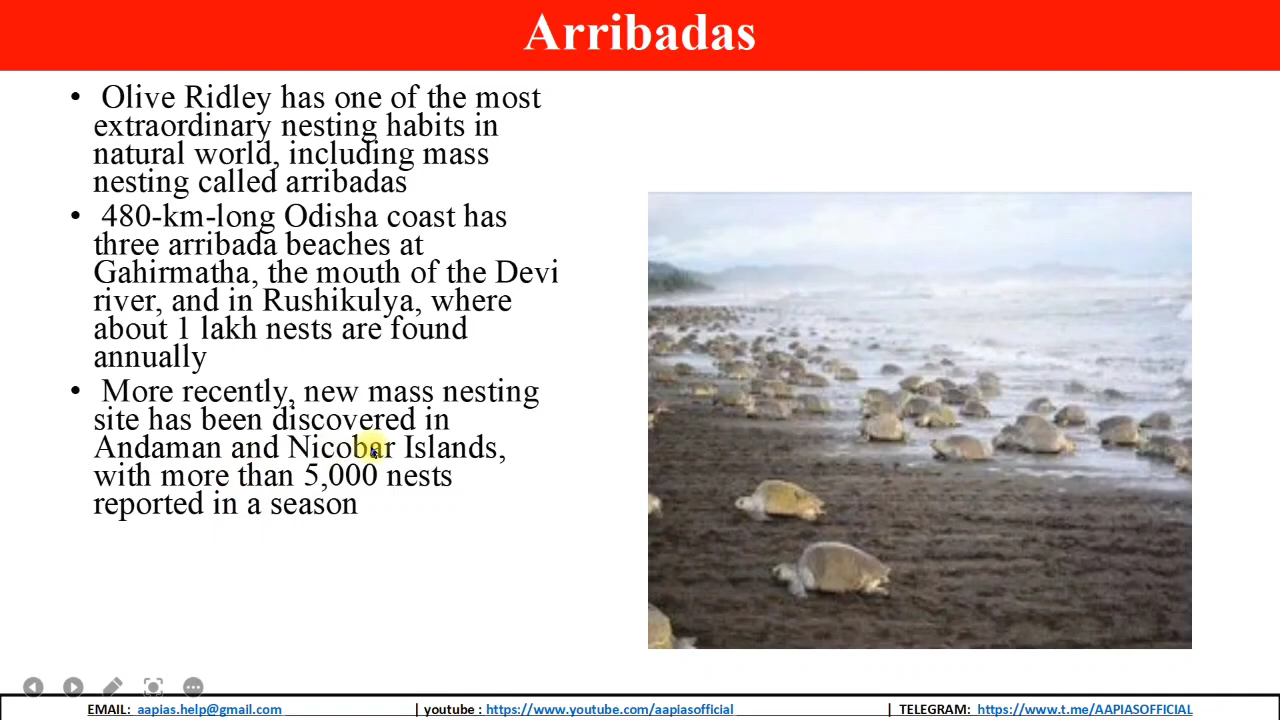 Arribadas
• Olive Ridley has one of the most
extraordinary nesting habits in
natural world, including mass
nesting called arribadas
• 480-km-long Odisha coast has
three arribada beaches at
Gahirmatha, the mouth of the Devi
river, and in Rushikulya, where
about 1 lakh nests are found
annually
• More recently, new mass nesting
site has been discovered in
Andaman and Nicobar Islands,
with more than 5,000 nests
reported in a season
EMAIL: aapias.help@gmail.com | youtube : https://www.youtube.com/aapiasofficial | TELEGRAM: https://www.t.me/AAPIASOFFICIAL